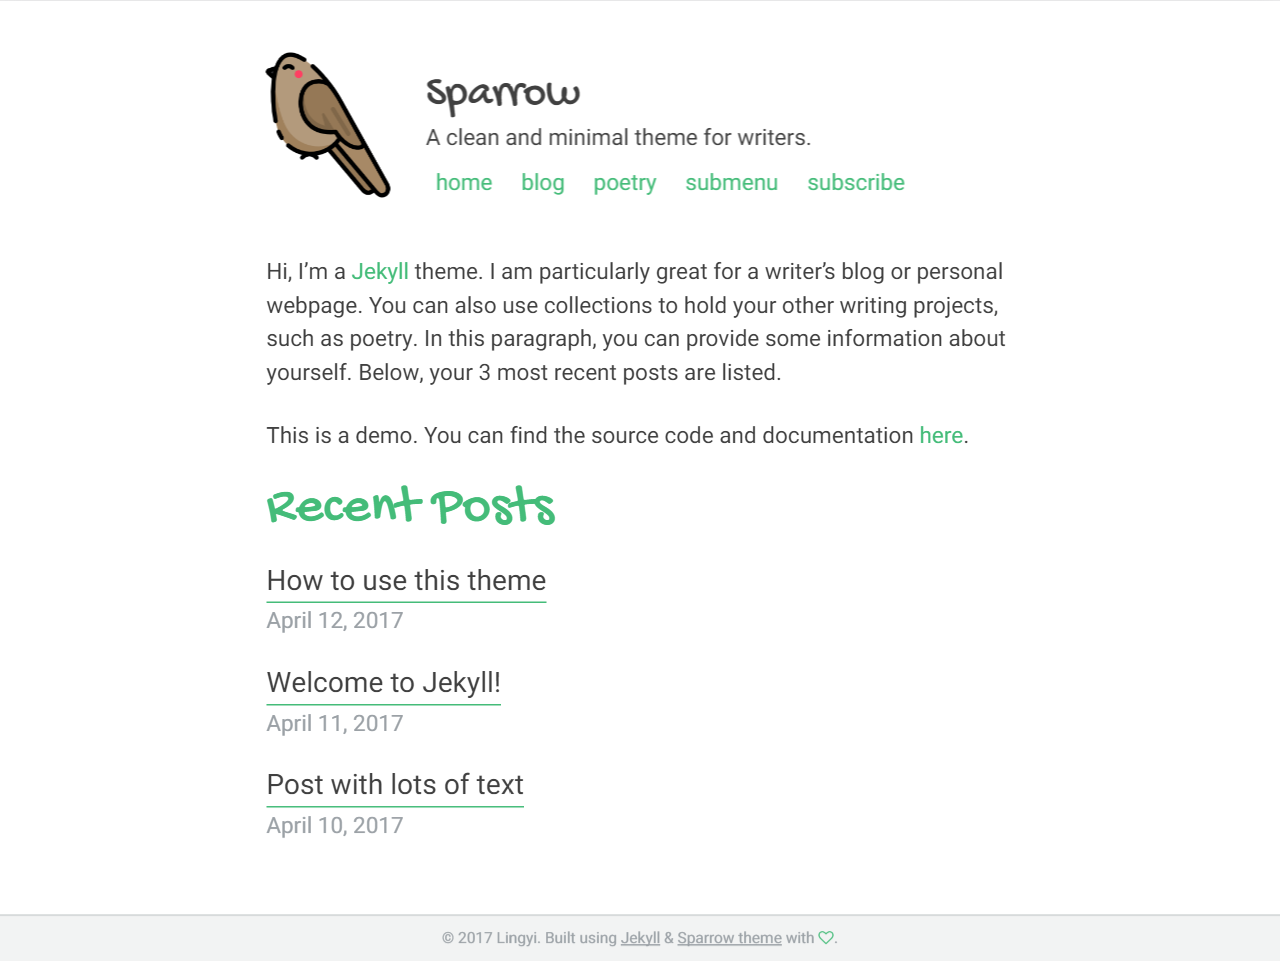 Sparrow
A clean and minimal theme for writers.
home blog poetry submenu subscribe
Hi, I’m a Jekyll theme. I am particularly great for a writer’s blog or personal
webpage. You can also use collections to hold your other writing projects,
such as poetry. In this paragraph, you can provide some information about
yourself. Below, your 3 most recent posts are listed.
This is a demo. You can find the source code and documentation here.
Recent Posts
How to use this theme
April 12, 2017
Welcome to Jekyll!
April 11, 2017
Post with lots of text
April 10, 2017
© 2017 Lingyi. Built using Jekyll & Sparrow theme with ♡.